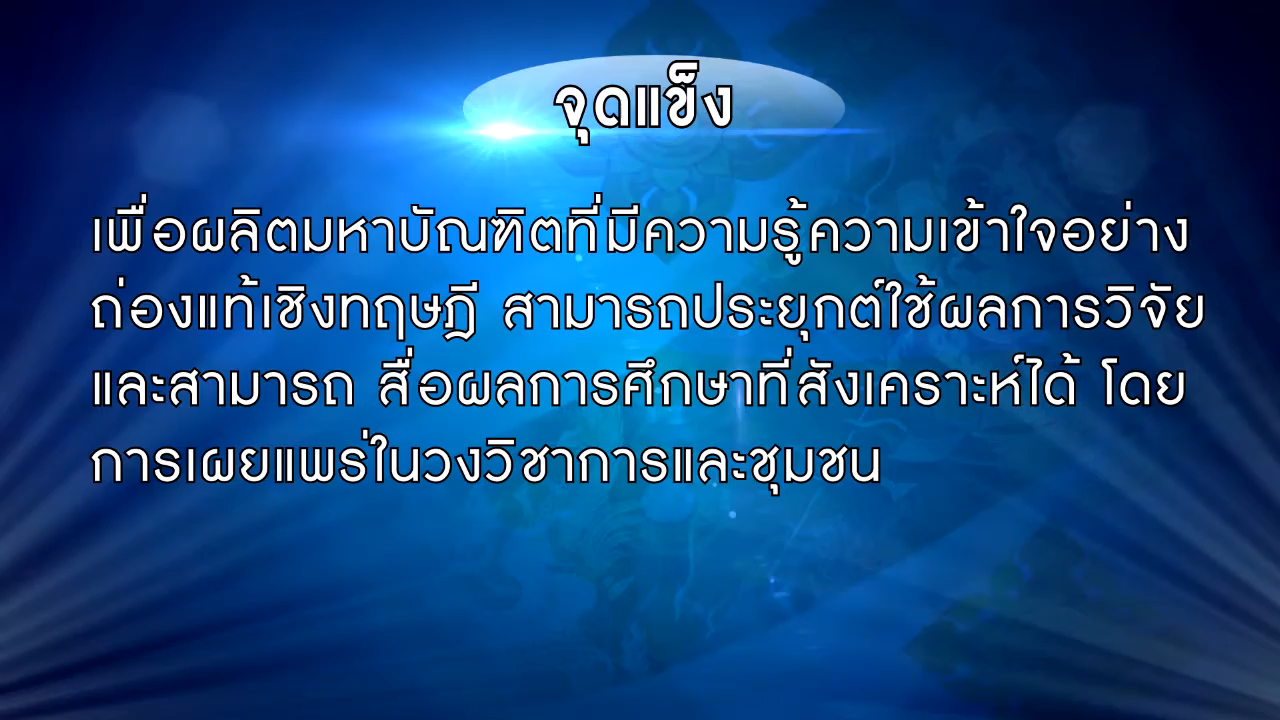 จุดแข็ง
เพื่อผลิตมหาบัณฑิตที่มีความรู้ความเข้าใจอย่าง
ถ่องแท้เชิงทฤษฎี สามารถประยุกต์ใช้ผลการวิจัย
และสามารถ สื่อผลการศึกษาที่สังเคราะห์ได้ โดย
การเผยแพร่ในวงวิชาการและชุมชน